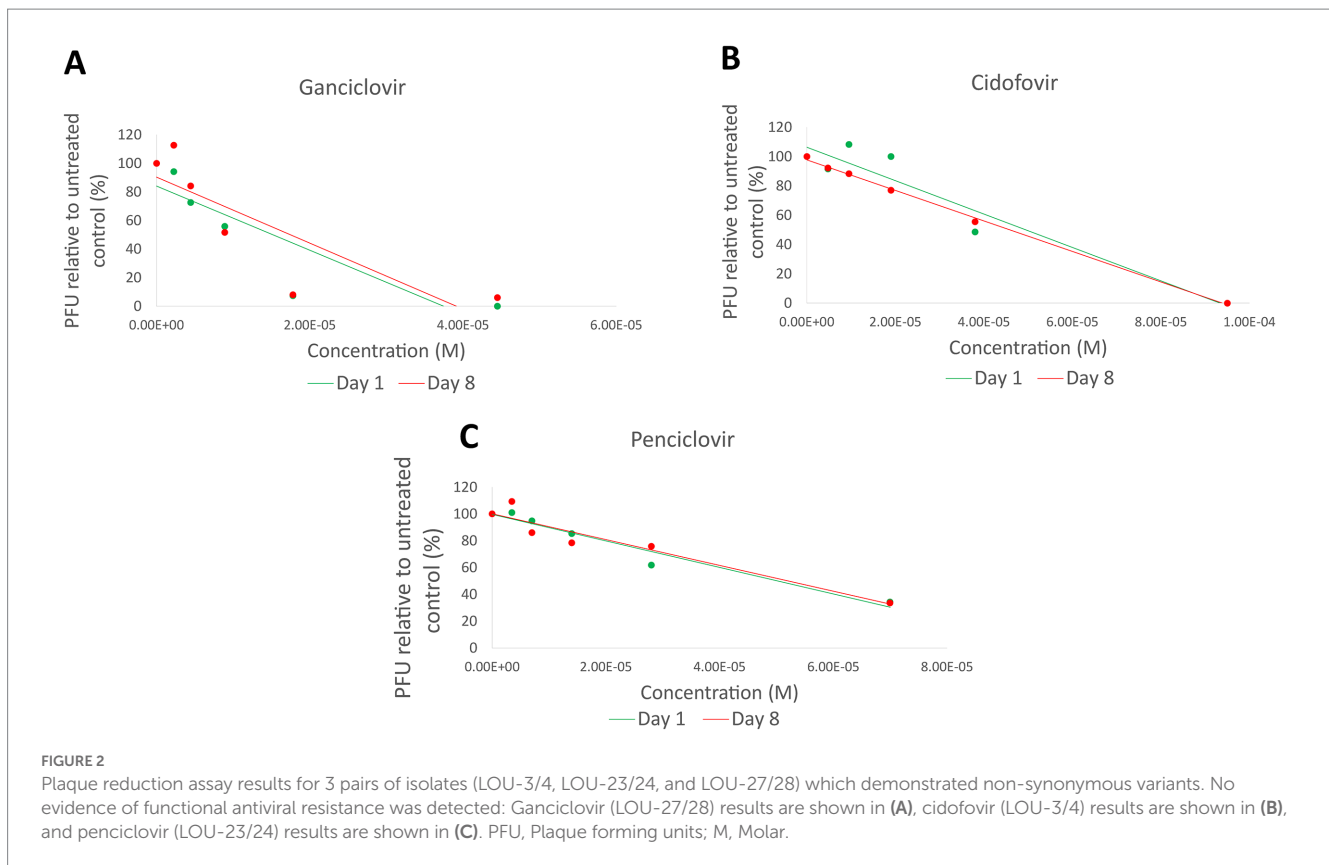 A
Ganciclovir
PFU relative to untreated
control (%)
120
100
80
60
40
20
0
0.00E+00 2.00E-05 4.00E-05 6.00E-05
Concentration (M)
Day 1 Day 8
B
Cidofovir
PFU relative to untreated
control (%)
120
100
80
60
40
20
0
0.00E+00 2.00E-05 4.00E-05 6.00E-05 8.00E-05 1.00E-04
Concentration (M)
Day 1 Day 8
C
Penciclovir
PFU relative to untreated
control (%)
120
100
80
60
40
20
0
0.00E+00 2.00E-05 4.00E-05 6.00E-05 8.00E-05
Concentration (M)
Day 1 Day 8
FIGURE 2
Plaque reduction assay results for 3 pairs of isolates (LOU-3/4, LOU-23/24, and LOU-27/28) which demonstrated non-synonymous variants. No
evidence of functional antiviral resistance was detected: Ganciclovir (LOU-27/28) results are shown in (A), cidofovir (LOU-3/4) results are shown in (B),
and penciclovir (LOU-23/24) results are shown in (C). PFU, Plaque forming units; M, Molar.